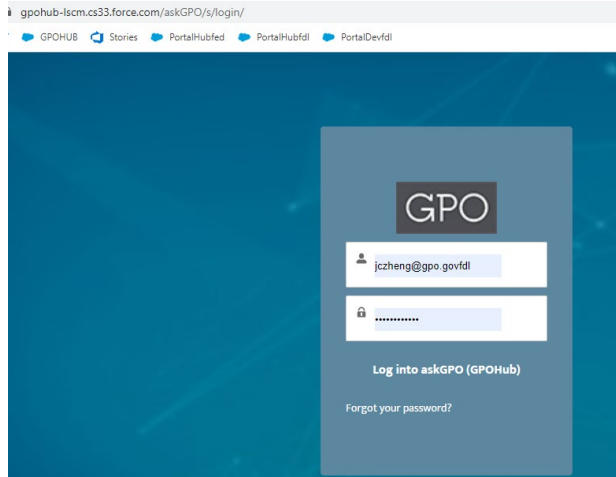 gpohub-lscm.cs33.force.com/askGPO/s/login/
GPOHUB Stories PortalHubfed PortalHubfdl PortalDevfdl
GPO
jczheng@gpo.govfdl
............
Log into askGPO (GPOHub)
Forgot your password?